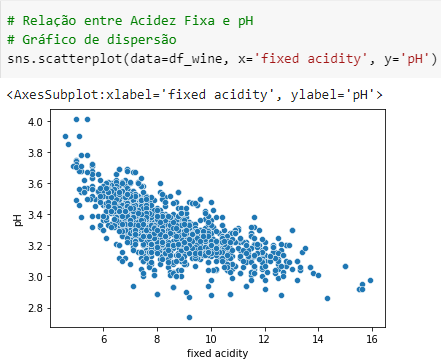 # Relação entre Acidez Fixa e pH
# Gráfico de dispersão
sns.scatterplot(data=df_wine, x='fixed acidity', y='pH')
<AxesSubplot:xlabel='fixed acidity', ylabel='pH'>
4.0
3.8
3.6
3.4
3.2
3.0
2.8
pH
6 8 10 12 14 16
fixed acidity